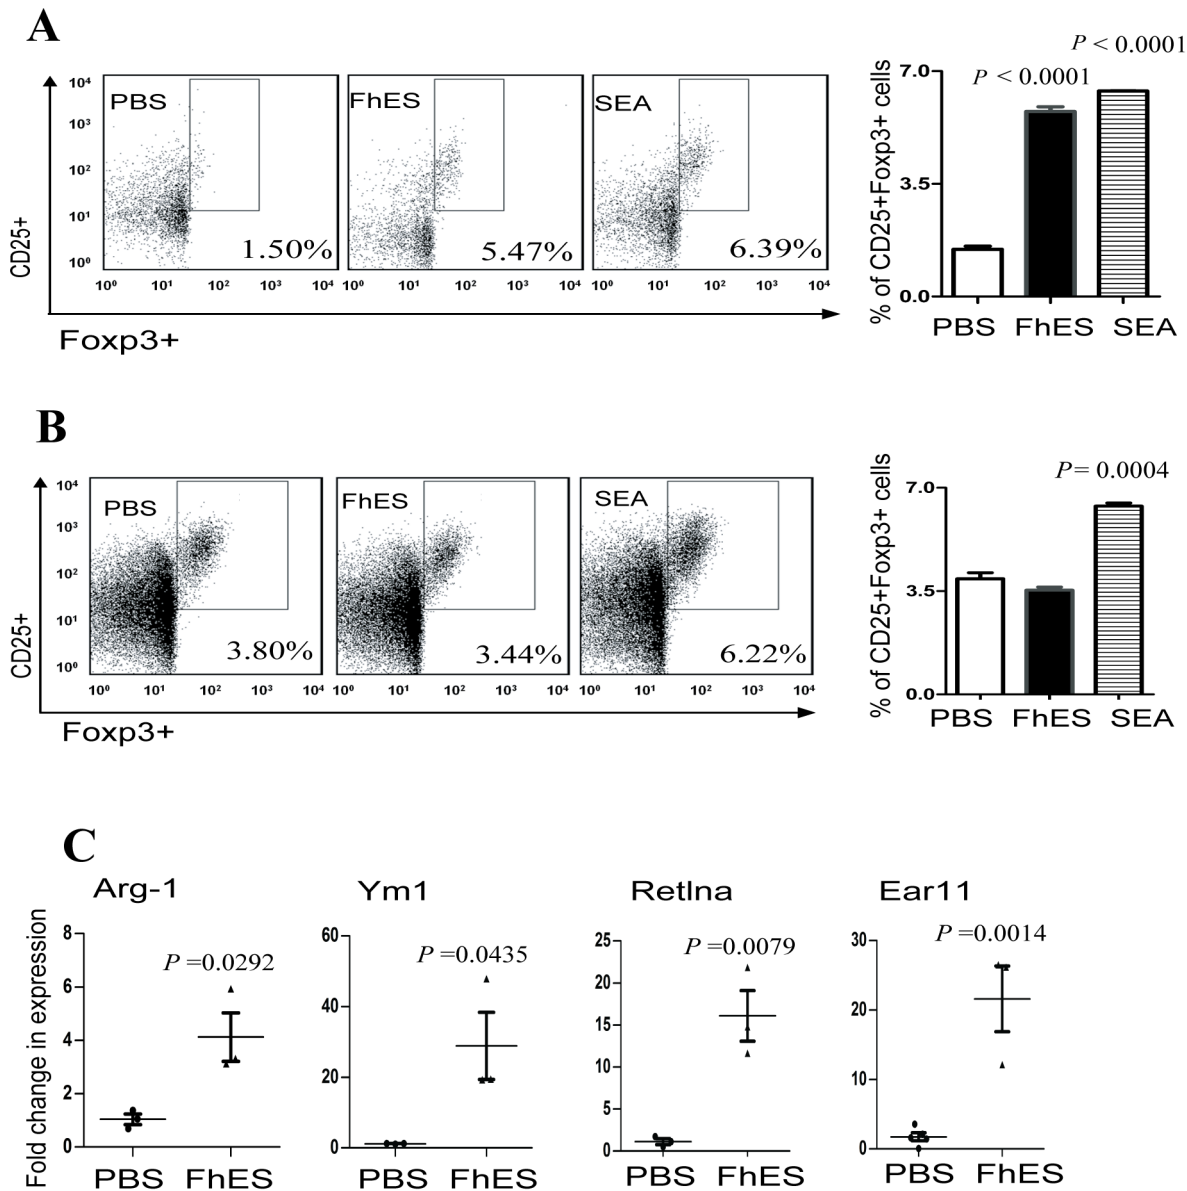 A
P < 0.0001
P < 0.0001
CD25+
10⁴
10³
10²
10¹
10⁰
PBS
1.50%
FhES
5.47%
SEA
6.39%
10⁰ 10¹ 10² 10³ 10⁴
10⁰ 10¹ 10² 10³ 10⁴
10⁰ 10¹ 10² 10³ 10⁴
Foxp3+
% of CD25+Foxp3+ cells
7.0
3.5
0.0
PBS FhES SEA
B
CD25+
10⁴
10³
10²
10¹
10⁰
PBS
3.80%
FhES
3.44%
SEA
6.22%
10⁰ 10¹ 10² 10³ 10⁴
10⁰ 10¹ 10² 10³ 10⁴
10⁰ 10¹ 10² 10³ 10⁴
Foxp3+
P= 0.0004
% of CD25+Foxp3+ cells
7.0
3.5
0.0
PBS FhES SEA
C
Fold change in expression
Arg-1
P =0.0292
8
6
4
2
0
PBS FhES
Ym1
P =0.0435
60
40
20
0
PBS FhES
Retlna
P =0.0079
25
20
15
10
5
0
PBS FhES
Ear11
P =0.0014
30
20
10
0
PBS FhES